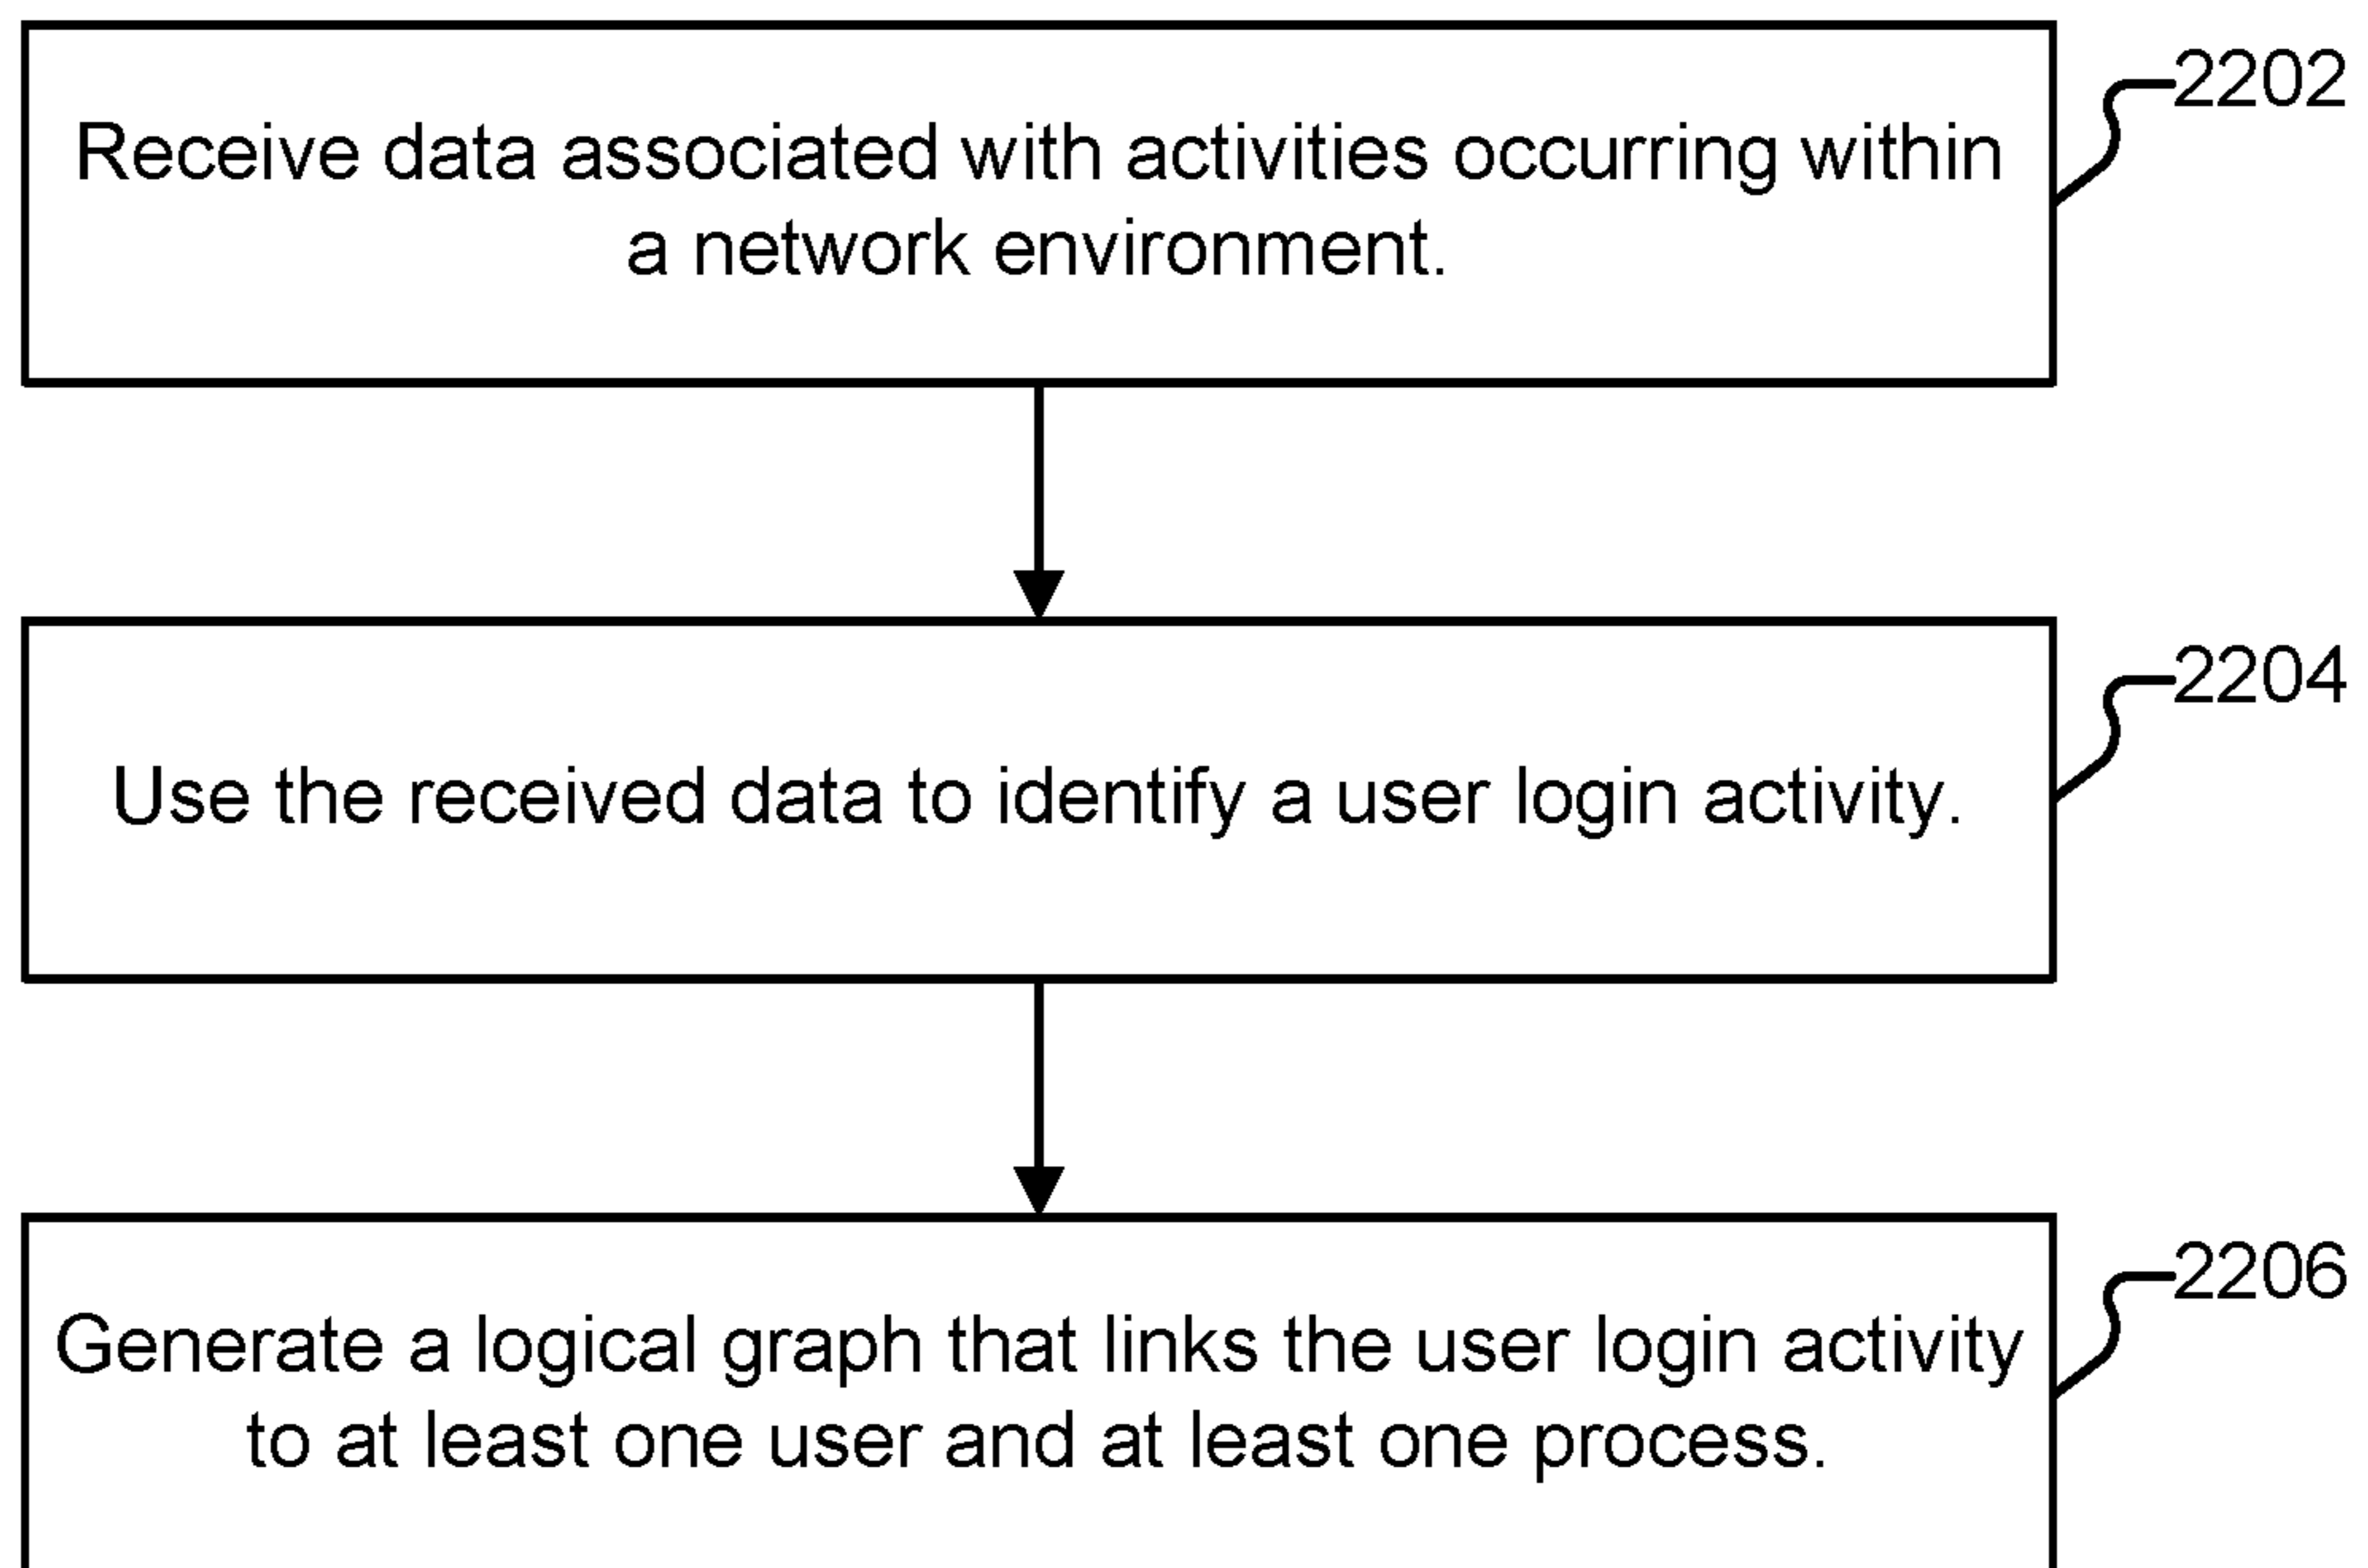 2202
Receive data associated with activities occurring within
a network environment.
2204
Use the received data to identify a user login activity.
2206
Generate a logical graph that links the user login activity
to at least one user and at least one process.